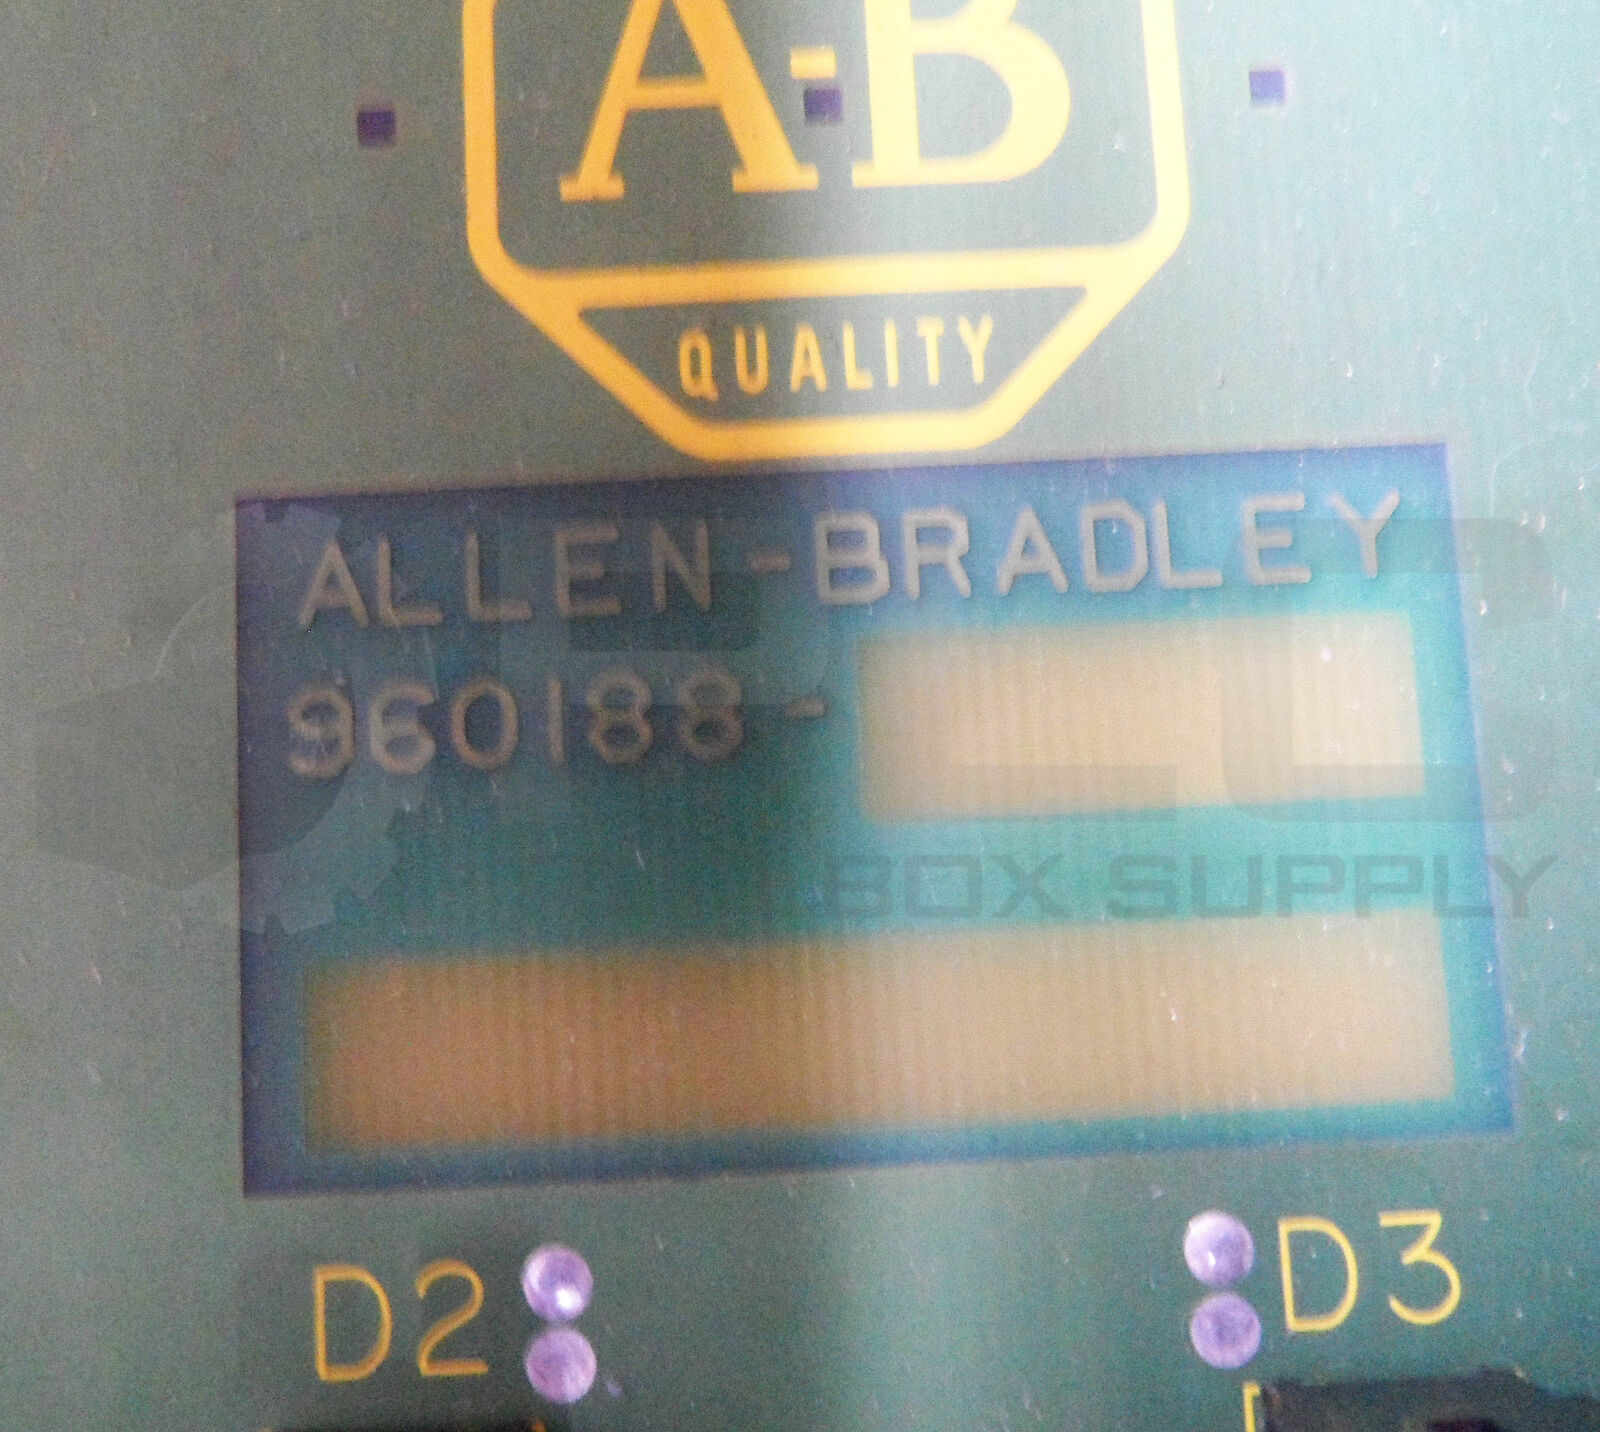 A-B
QUALITY
ALLEN-BRADLEY
960188-
BOX SUPPLY
D2
D3